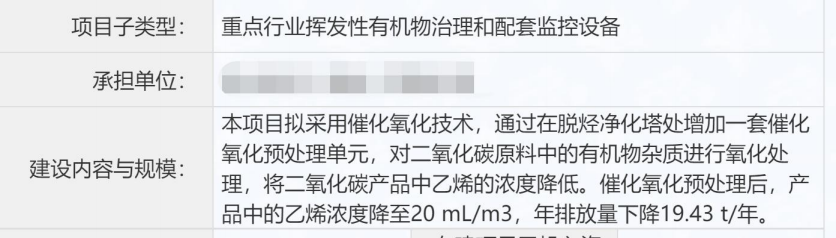 项目子类型： 重点行业挥发性有机物治理和配套监控设备
承担单位：
建设内容与规模： 本项目拟采用催化氧化技术，通过在脱烃净化塔处增加一套催化
氧化预处理单元，对二氧化碳原料中的有机物杂质进行氧化处
理，将二氧化碳产品中乙烯的浓度降低。催化氧化预处理后，产
品中的乙烯浓度降至20 mL/m3，年排放量下降19.43 t/年。